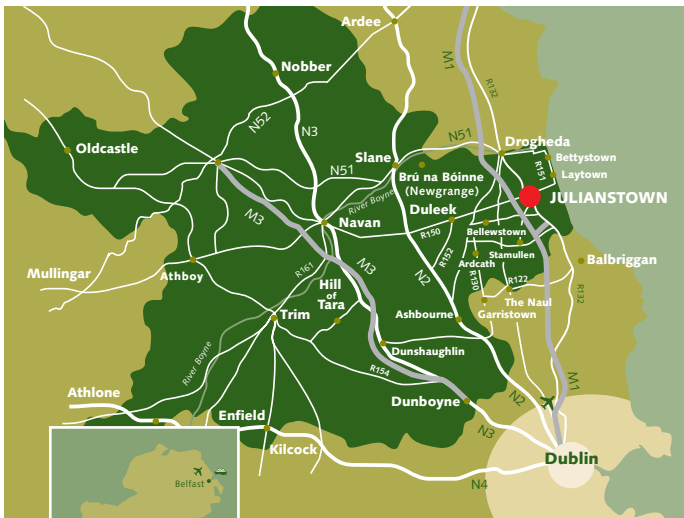 Ardee
M1
R132
Nobber
N52
N3
N51
Drogheda
Oldcastle
Slane
N51
Brú na Bóinne
(Newgrange)
R151
Bettystown
Laytown
River Boyne
JULIANSTOWN
M3
Navan
Duleek
R150
Bellewstown
R152
Stamullen
Mullingar
Athboy
R161
M3
N2
Ardcath
R130
R122
Balbriggan
Hill
of
Tara
The Naul
R132
Trim
Ashbourne
Garristown
River Boyne
Dunshaughlin
R154
M1
Athlone
Dunboyne
N2
Enfield
N3
Kilcock
Dublin
N4
Belfast